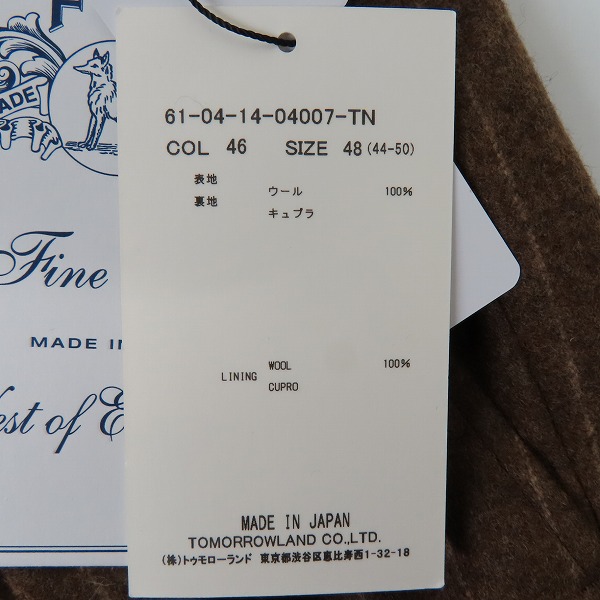 F
MADE
Fine
MADE IN
West of E
61-04-14-04007-TN
COL 46 SIZE 48 (44-50)
表地 ウール 100%
裏地 キュプラ
WOOL 100%
LINING CUPRO
MADE IN JAPAN
TOMORROWLAND CO.,LTD.
(株)トゥモローランド 東京都渋谷区恵比寿西1-32-18